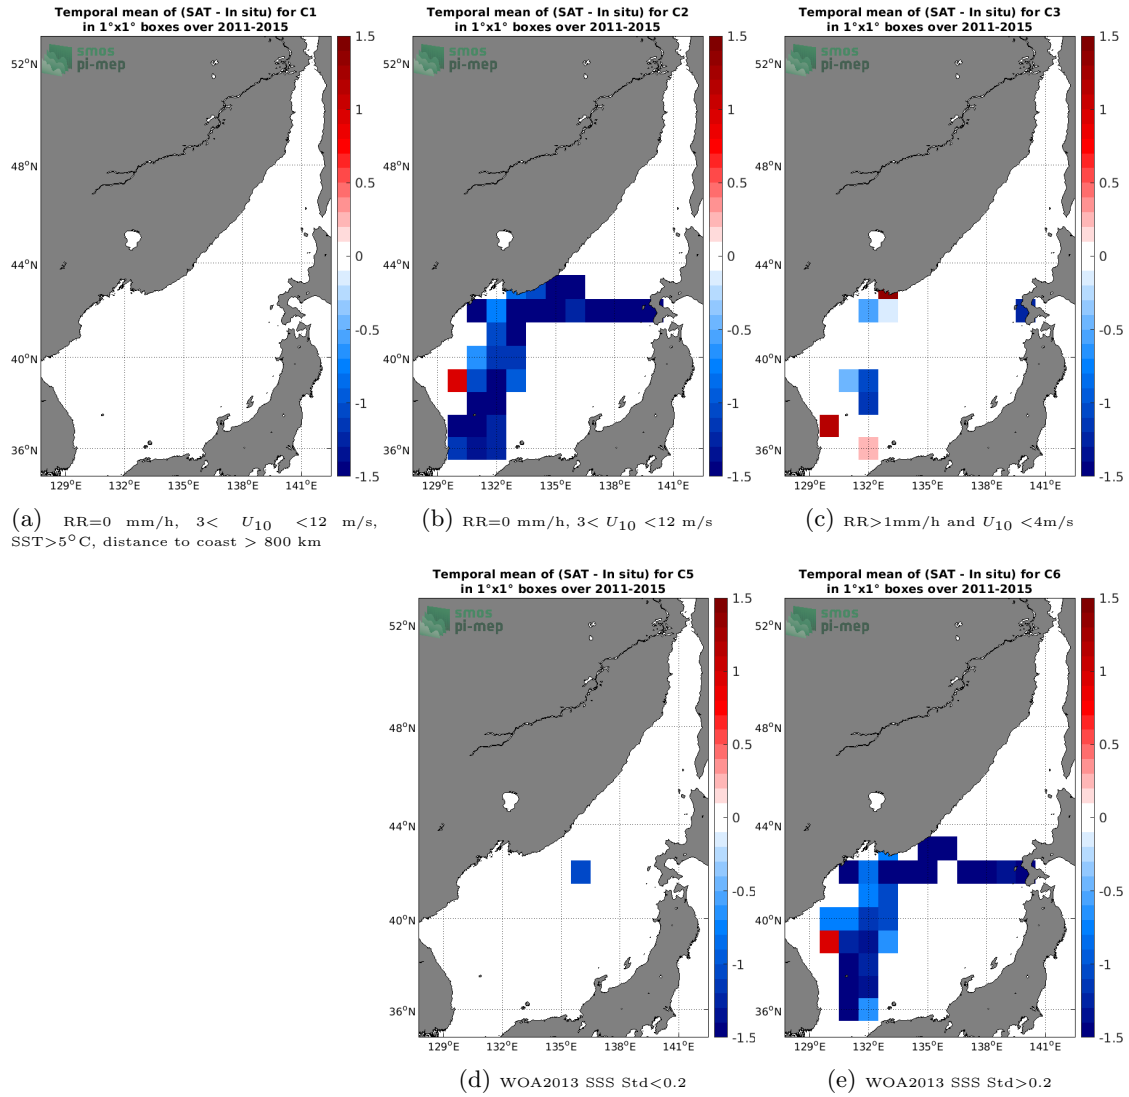 Temporal mean of (SAT - In situ) for C1
in 1°x1° boxes over 2011-2015
smos
pi-mep
52°N
48°N
44°N
40°N
36°N
129°E 132°E 135°E 138°E 141°E
1.5
1
0.5
0
-0.5
-1
-1.5
(a) RR=0 mm/h, 3< U10 <12 m/s,
SST>5°C, distance to coast > 800 km
Temporal mean of (SAT - In situ) for C2
in 1°x1° boxes over 2011-2015
smos
pi-mep
52°N
48°N
44°N
40°N
36°N
129°E 132°E 135°E 138°E 141°E
1.5
1
0.5
0
-0.5
-1
-1.5
(b) RR=0 mm/h, 3< U10 <12 m/s
Temporal mean of (SAT - In situ) for C3
in 1°x1° boxes over 2011-2015
smos
pi-mep
52°N
48°N
44°N
40°N
36°N
129°E 132°E 135°E 138°E 141°E
1.5
1
0.5
0
-0.5
-1
-1.5
(c) RR>1mm/h and U10 <4m/s
Temporal mean of (SAT - In situ) for C5
in 1°x1° boxes over 2011-2015
smos
pi-mep
52°N
48°N
44°N
40°N
36°N
129°E 132°E 135°E 138°E 141°E
1.5
1
0.5
0
-0.5
-1
-1.5
(d) WOA2013 SSS Std<0.2
Temporal mean of (SAT - In situ) for C6
in 1°x1° boxes over 2011-2015
smos
pi-mep
52°N
48°N
44°N
40°N
36°N
129°E 132°E 135°E 138°E 141°E
1.5
1
0.5
0
-0.5
-1
-1.5
(e) WOA2013 SSS Std>0.2